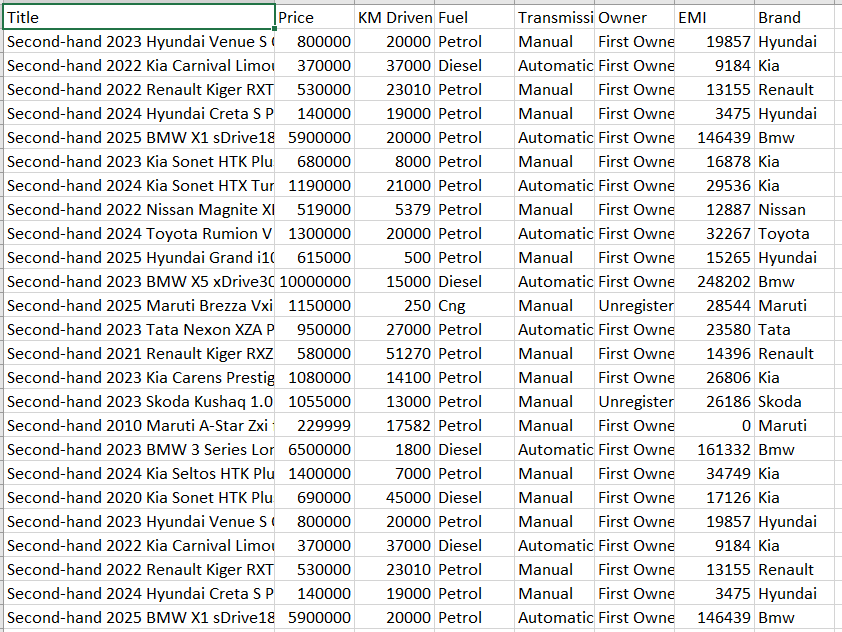 Title Price KM Driven Fuel Transmissi Owner EMI Brand
Second-hand 2023 Hyundai Venue S 800000 20000 Petrol Manual First Owne 19857 Hyundai
Second-hand 2022 Kia Carnival Limou 370000 37000 Diesel Automatic First Owne 9184 Kia
Second-hand 2022 Renault Kiger RXT 530000 23010 Petrol Manual First Owne 13155 Renault
Second-hand 2024 Hyundai Creta S P 140000 19000 Petrol Manual First Owne 3475 Hyundai
Second-hand 2025 BMW X1 sDrive18 5900000 20000 Petrol Automatic First Owne 146439 Bmw
Second-hand 2023 Kia Sonet HTK Plu 680000 8000 Petrol Manual First Owne 16878 Kia
Second-hand 2024 Kia Sonet HTX Tur 1190000 21000 Petrol Automatic First Owne 29536 Kia
Second-hand 2022 Nissan Magnite XI 519000 5379 Petrol Manual First Owne 12887 Nissan
Second-hand 2024 Toyota Rumion V 1300000 20000 Petrol Automatic First Owne 32267 Toyota
Second-hand 2025 Hyundai Grand i10 615000 500 Petrol Manual First Owne 15265 Hyundai
Second-hand 2023 BMW X5 xDrive30 10000000 15000 Diesel Automatic First Owne 248202 Bmw
Second-hand 2025 Maruti Brezza Vxi 1150000 250 Cng Manual Unregister 28544 Maruti
Second-hand 2023 Tata Nexon XZA P 950000 27000 Petrol Automatic First Owne 23580 Tata
Second-hand 2021 Renault Kiger RXZ 580000 51270 Petrol Manual First Owne 14396 Renault
Second-hand 2023 Kia Carens Prestig 1080000 14100 Petrol Manual First Owne 26806 Kia
Second-hand 2023 Skoda Kushaq 1.0 1055000 13000 Petrol Manual Unregister 26186 Skoda
Second-hand 2010 Maruti A-Star Zxi 229999 17582 Petrol Manual First Owne 0 Maruti
Second-hand 2023 BMW 3 Series Lor 6500000 1800 Diesel Automatic First Owne 161332 Bmw
Second-hand 2024 Kia Seltos HTK Plu 1400000 7000 Petrol Manual First Owne 34749 Kia
Second-hand 2020 Kia Sonet HTK Plu 690000 45000 Diesel Manual First Owne 17126 Kia
Second-hand 2023 Hyundai Venue S 800000 20000 Petrol Manual First Owne 19857 Hyundai
Second-hand 2022 Kia Carnival Limou 370000 37000 Diesel Automatic First Owne 9184 Kia
Second-hand 2022 Renault Kiger RXT 530000 23010 Petrol Manual First Owne 13155 Renault
Second-hand 2024 Hyundai Creta S P 140000 19000 Petrol Manual First Owne 3475 Hyundai
Second-hand 2025 BMW X1 sDrive18 5900000 20000 Petrol Automatic First Owne 146439 Bmw